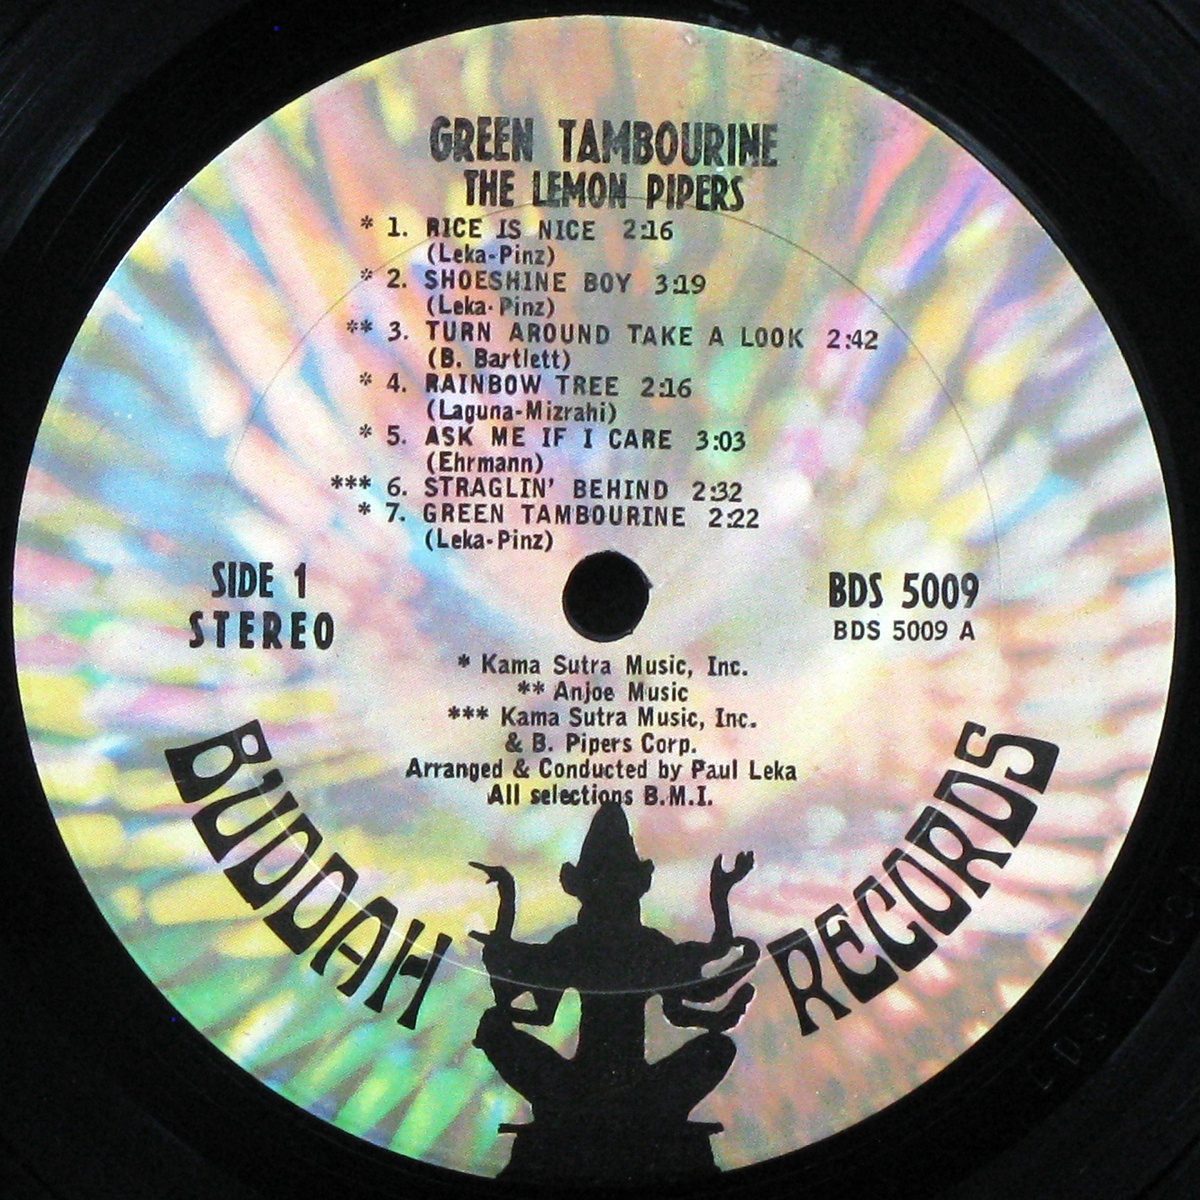 GREEN TAMBOURINE
THE LEMON PIPERS
* 1. RICE IS NICE 2:16
(Leka-Pinz)
* 2. SHOESHINE BOY 3:19
(Leka-Pinz)
** 3. TURN AROUND TAKE A LOOK 2:42
(B. Bartlett)
* 4. RAINBOW TREE 2:16
(Laguna-Mizrahi)
* 5. ASK ME IF I CARE 3:03
(Ehrmann)
*** 6. STRAGLIN' BEHIND 2:32
* 7. GREEN TAMBOURINE 2:22
(Leka-Pinz)
SIDE 1
STEREO
BDS 5009
BDS 5009 A
* Kama Sutra Music, Inc.
** Anjoe Music
*** Kama Sutra Music, Inc.
& B. Pipers Corp.
Arranged & Conducted by Paul Leka
All selections B.M.I.
BUDDAH RECORDS